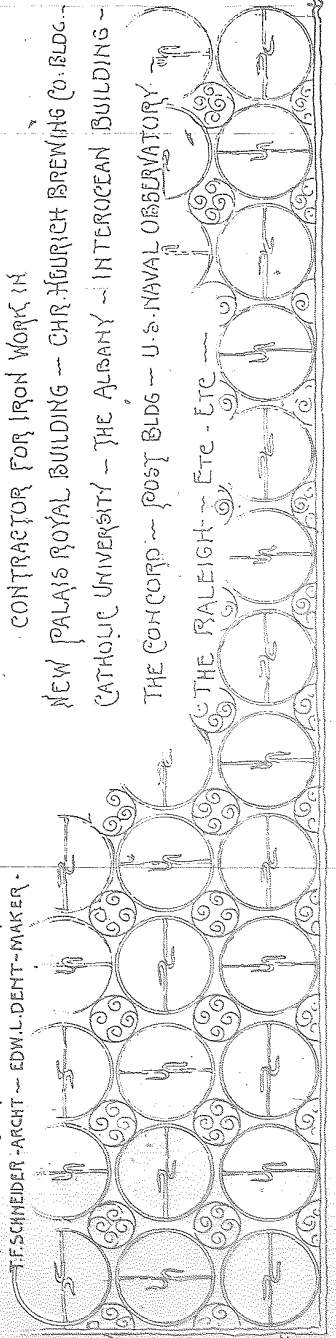 CONTRACTOR FOR IRON WORK IN
NEW PALAIS ROYAL BUILDING — CHR. HEURICH BREWING CO. BLDG. —
CATHOLIC UNIVERSITY — THE ALBANY — INTEROCEAN BUILDING —
THE CONCORD — POST BLDG — U.S. NAVAL OBSERVATORY —
THE RALEIGH — ETC - ETC —
T.F. SCHNEIDER - ARCHT — EDW. L. DENT - MAKER.